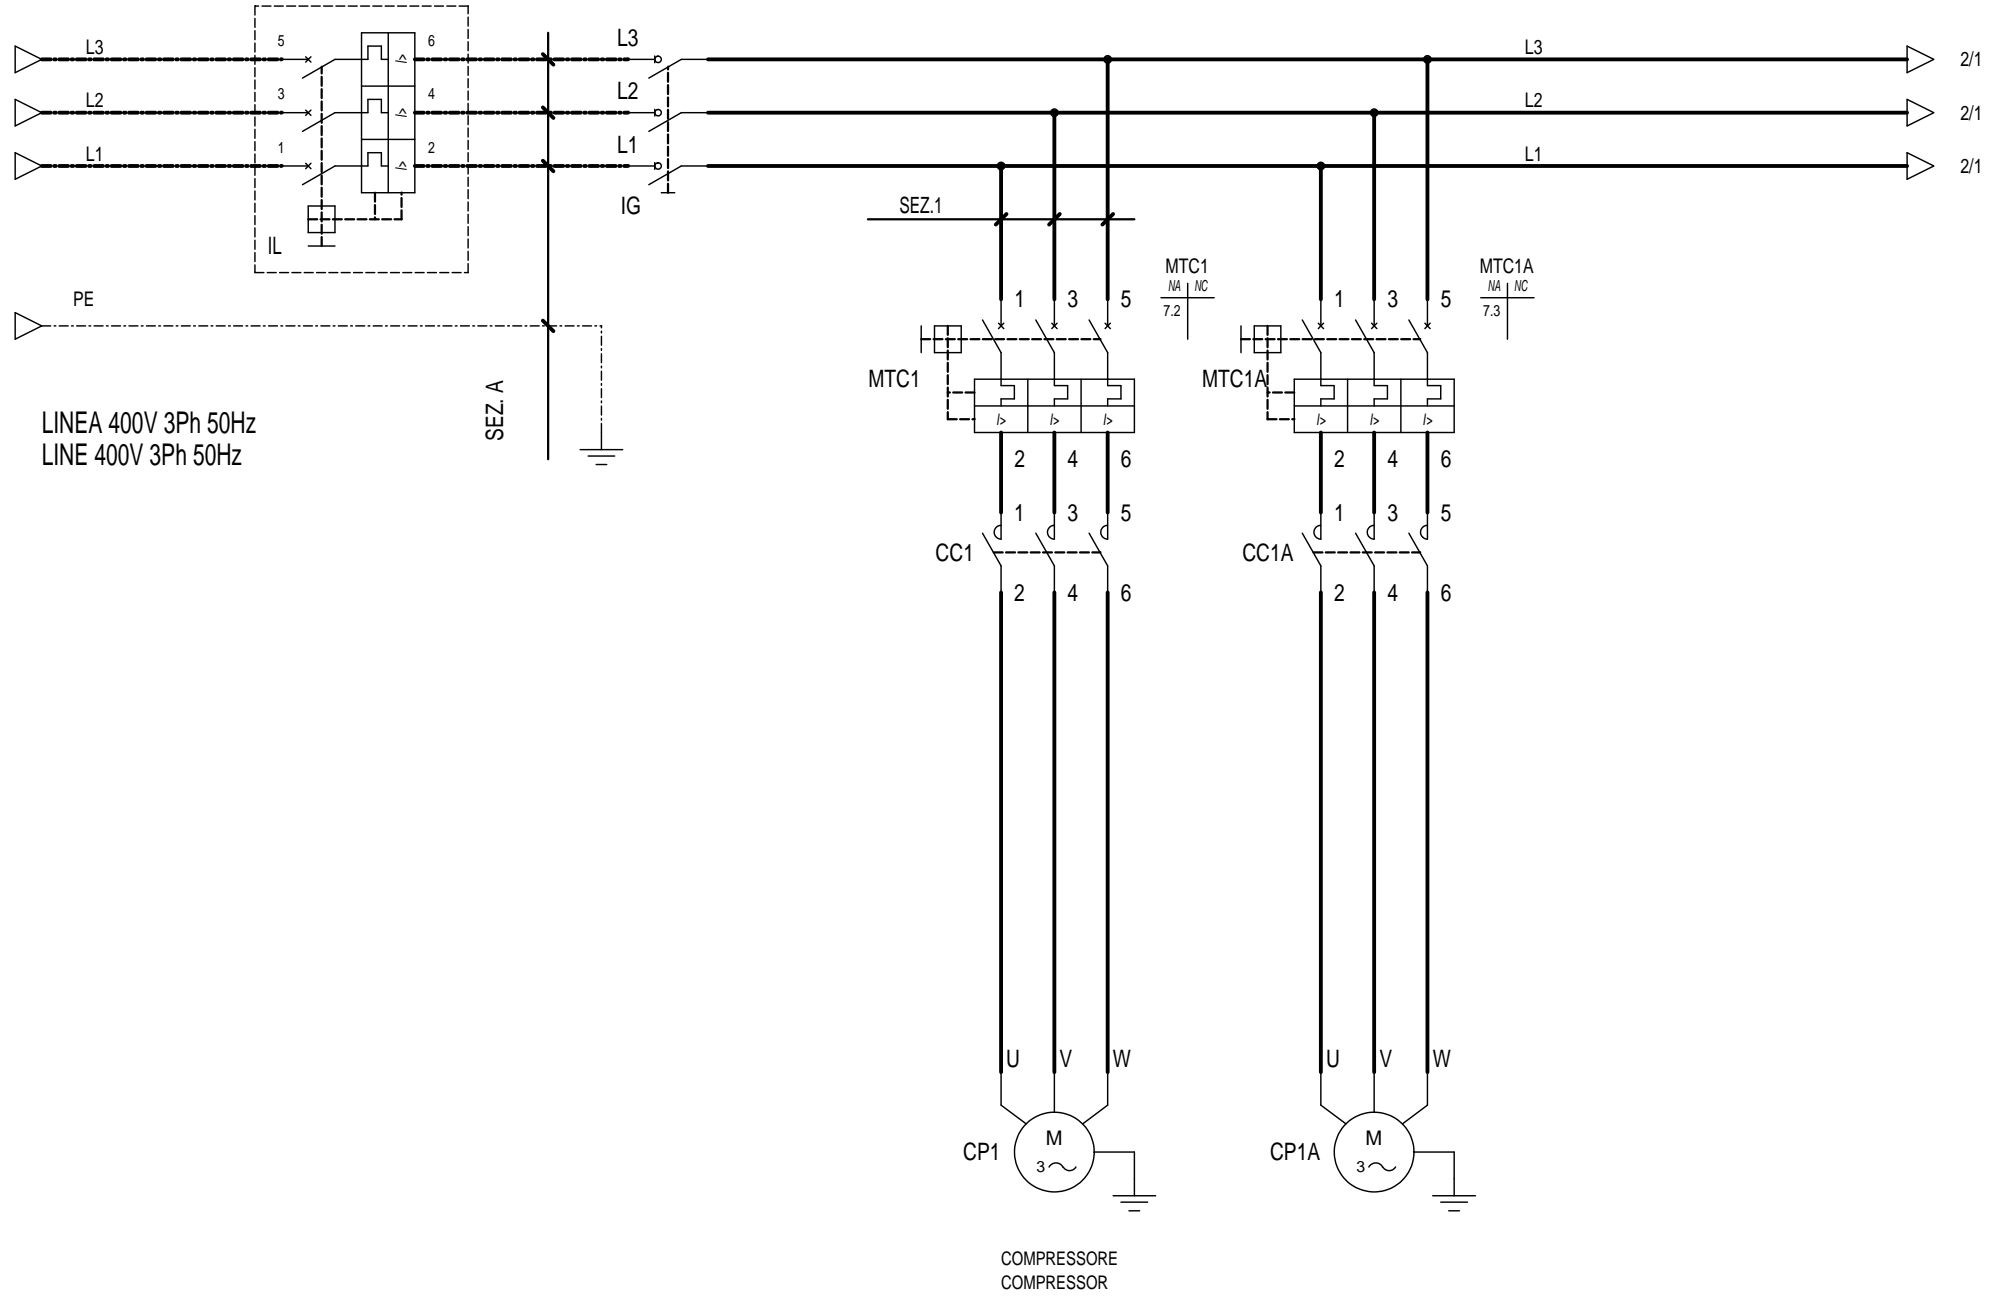 L3 5 6 L3 L3 2/1
L2 3 4 L2 L2 2/1
L1 1 2 L1 L1 2/1
IG SEZ.1
IL
MTC1 MTC1A
NA NC NA NC
7.2 7.3
PE 1 3 5 1 3 5
MTC1 MTC1A
SEZ. A
LINEA 400V 3Ph 50Hz
LINE 400V 3Ph 50Hz
I> I> I> I> I> I>
I> I> I>
2 4 6 2 4 6
1 3 5 1 3 5
CC1 CC1A
2 4 6 2 4 6
U V W U V W
M M
CP1 CP1A
3 3
COMPRESSORE
COMPRESSOR